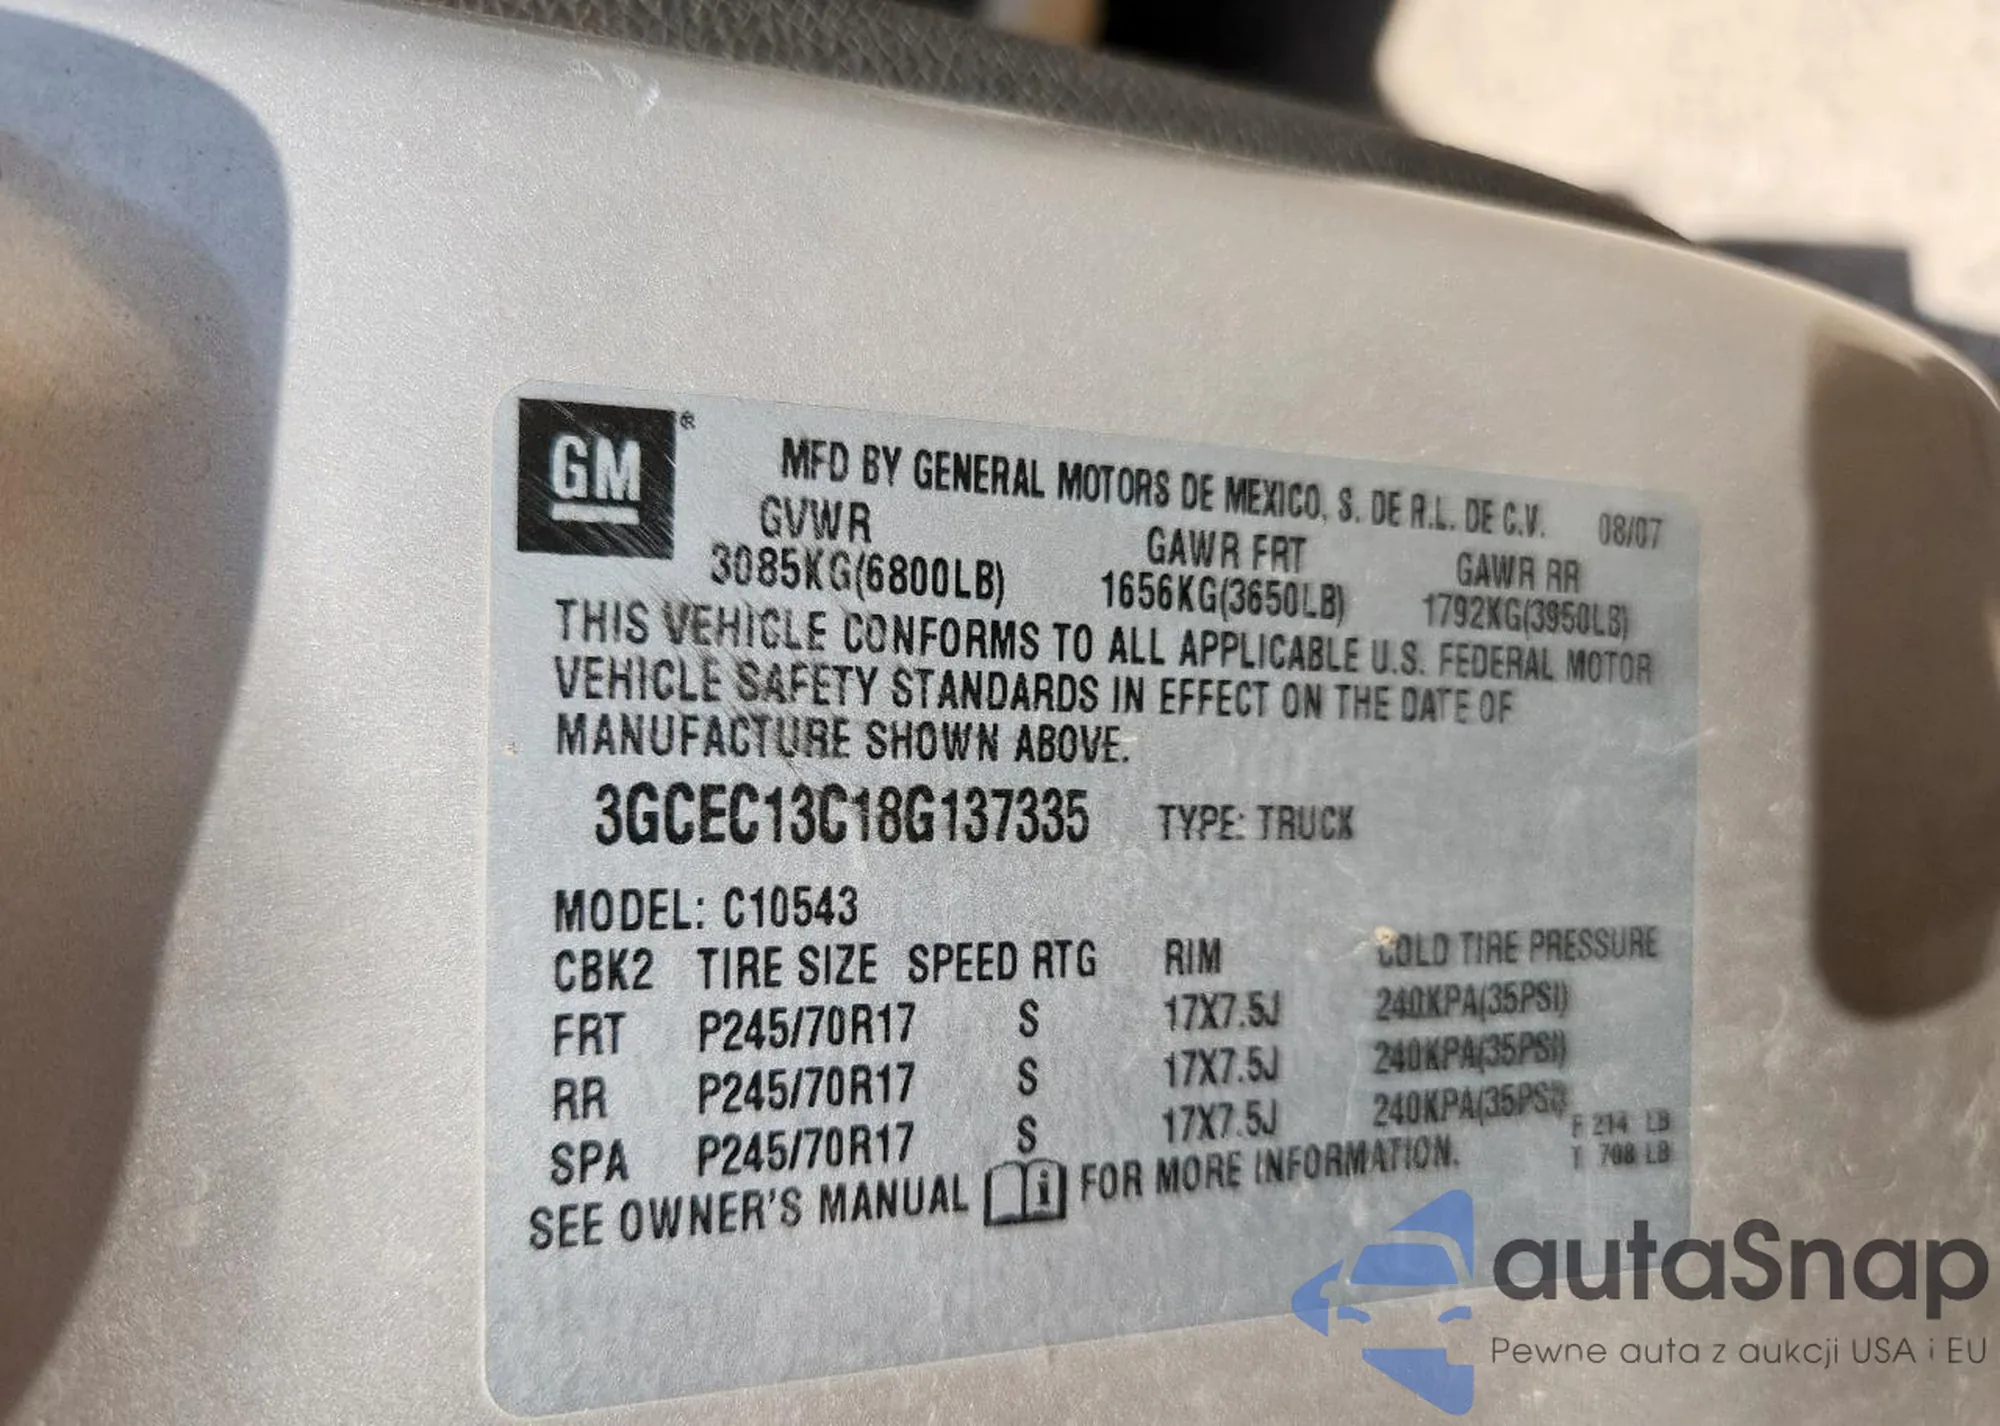 GM®
MFD BY GENERAL MOTORS DE MEXICO, S. DE R.L. DE C.V. 08/07
GVWR GAWR FRT GAWR RR
3085KG(6800LB) 1656KG(3650LB) 1792KG(3950LB)
THIS VEHICLE CONFORMS TO ALL APPLICABLE U.S. FEDERAL MOTOR
VEHICLE SAFETY STANDARDS IN EFFECT ON THE DATE OF
MANUFACTURE SHOWN ABOVE.
3GCEC13C18G137335 TYPE: TRUCK
MODEL: C10543
CBK2 TIRE SIZE SPEED RTG RIM COLD TIRE PRESSURE
FRT P245/70R17 S 17X7.5J 240KPA(35PSI)
RR P245/70R17 S 17X7.5J 240KPA(35PSI)
SPA P245/70R17 S 17X7.5J 240KPA(35PSI)
F 214 LB
T 708 LB
SEE OWNER'S MANUAL i FOR MORE INFORMATION.
autaSnap
Pewne auta z aukcji USA i EU